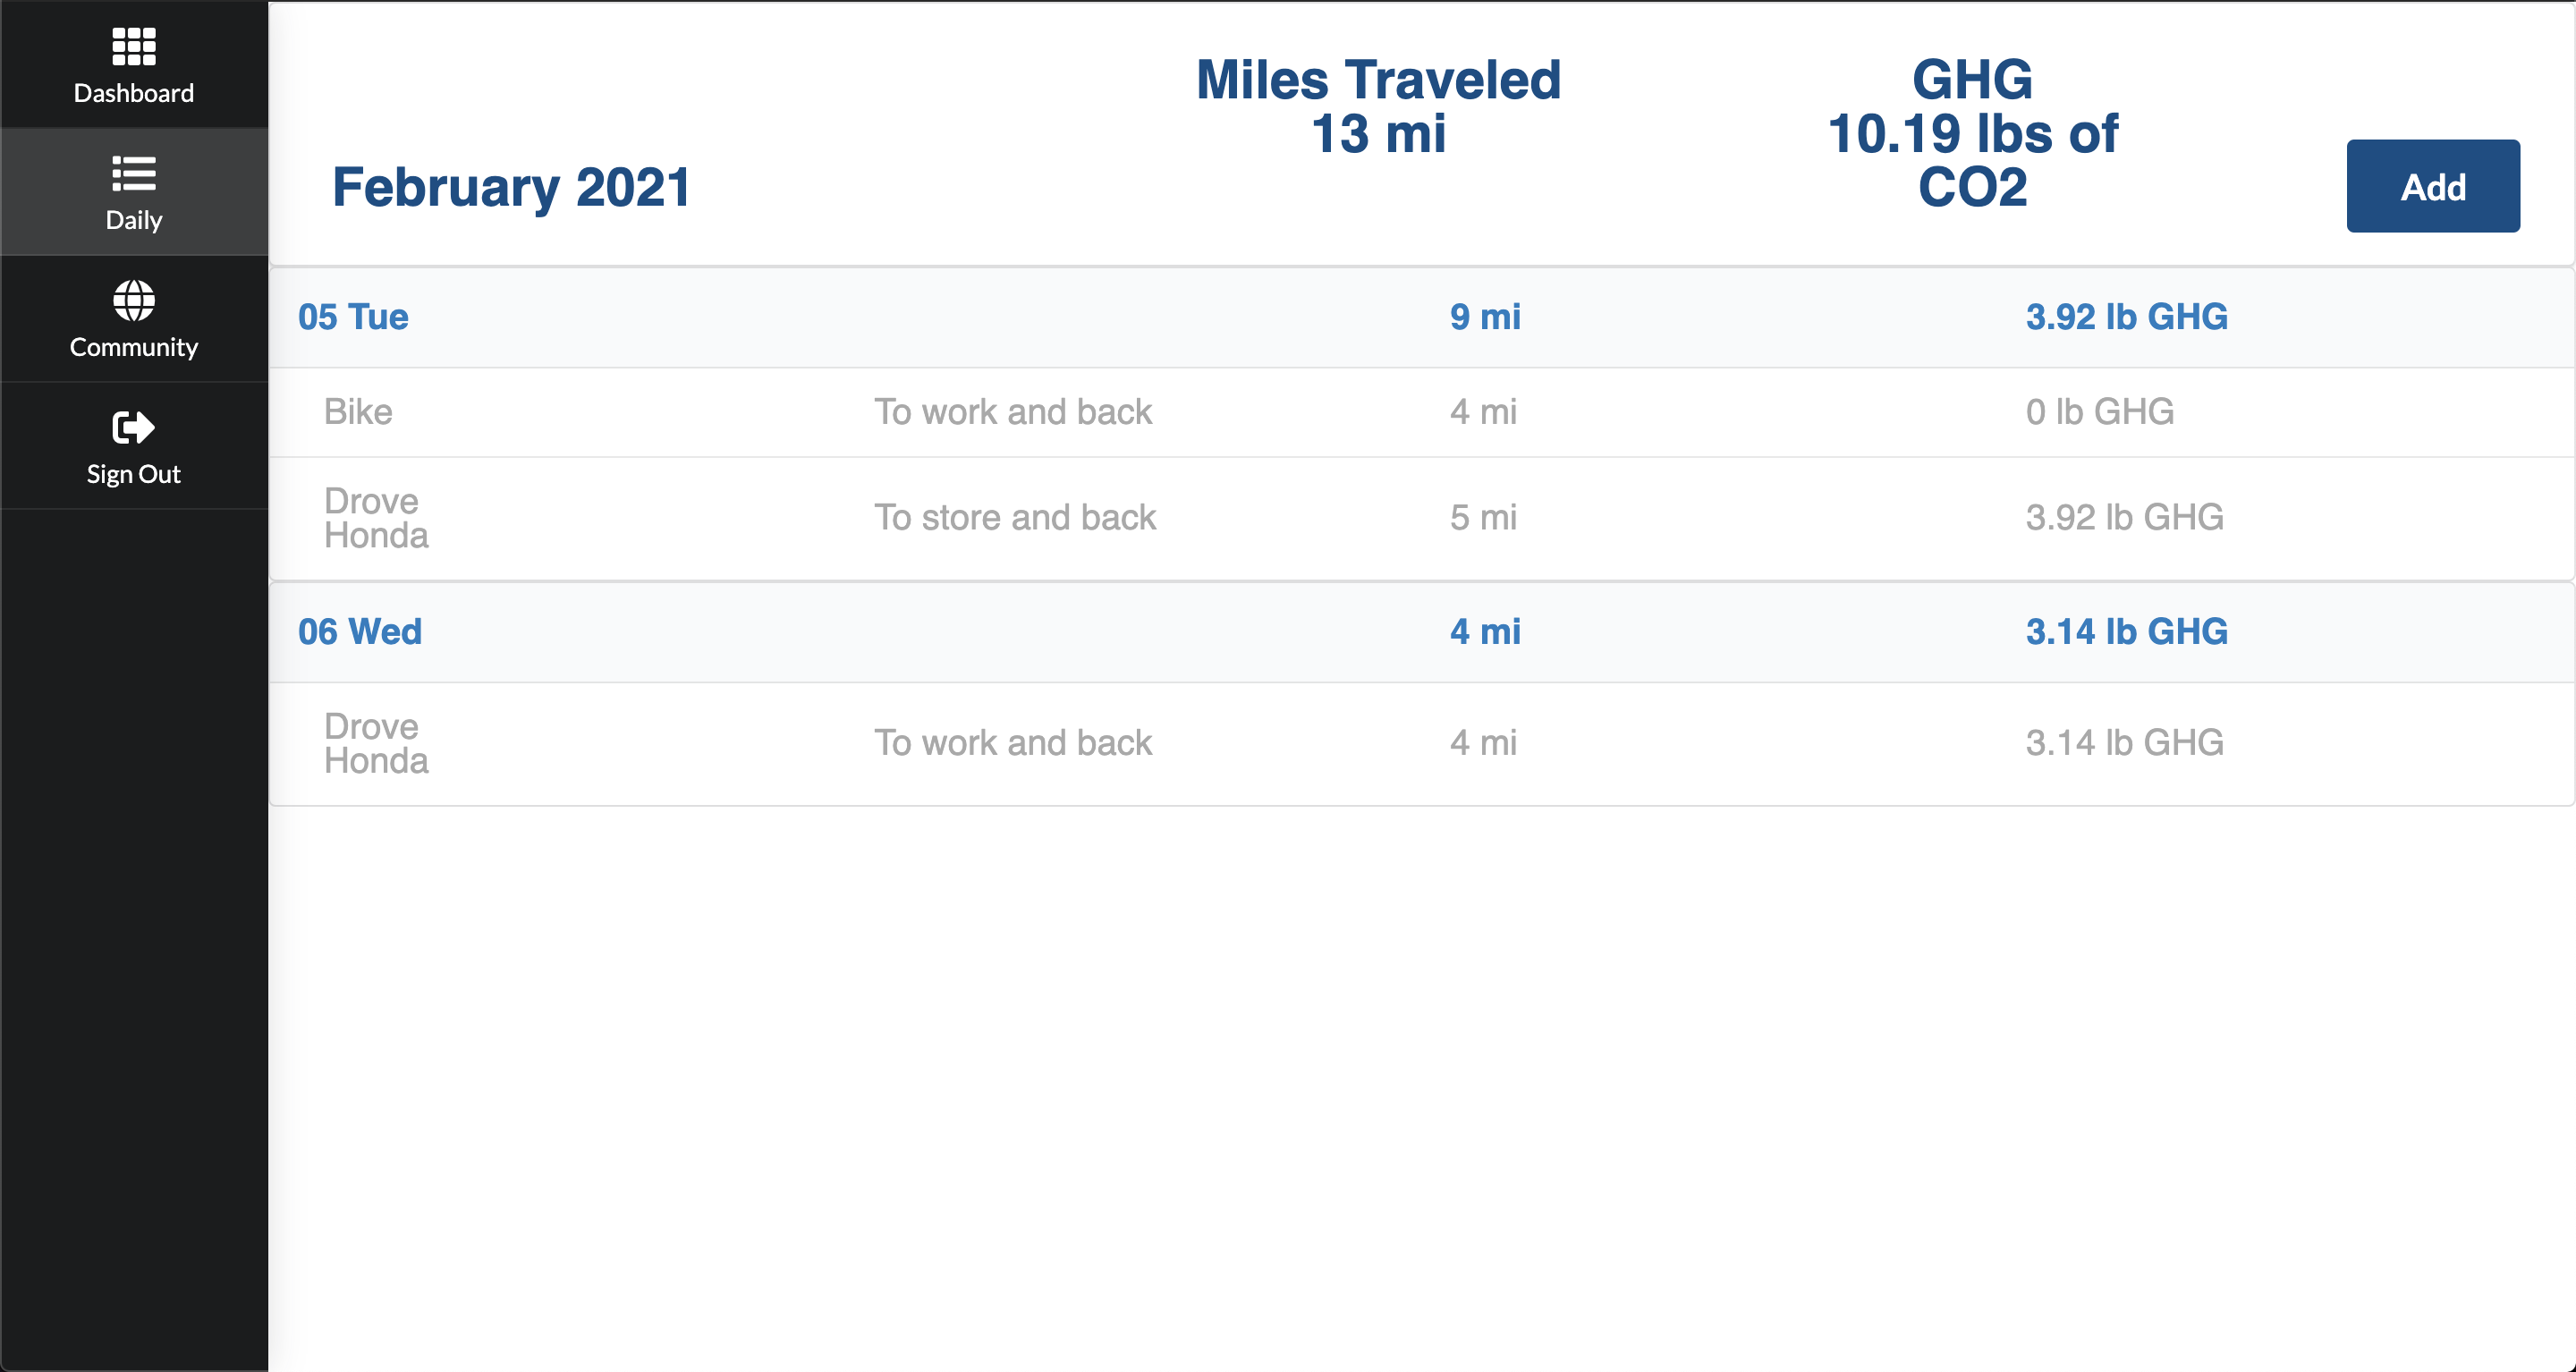 Dashboard
Daily
Community
Sign Out
February 2021
Miles Traveled
13 mi
GHG
10.19 lbs of
CO2
Add
05 Tue 9 mi 3.92 lb GHG
Bike To work and back 4 mi 0 lb GHG
Drove
Honda To store and back 5 mi 3.92 lb GHG
06 Wed 4 mi 3.14 lb GHG
Drove
Honda To work and back 4 mi 3.14 lb GHG